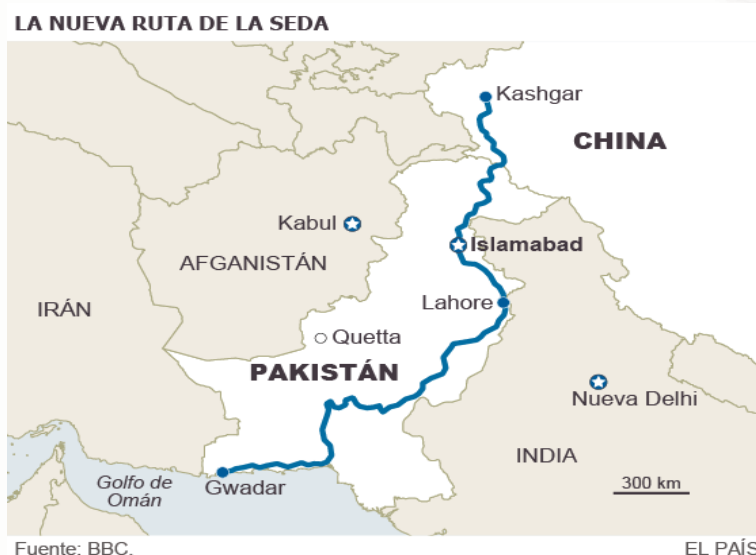 LA NUEVA RUTA DE LA SEDA
Kashgar
CHINA
Kabul
Islamabad
AFGANISTÁN
IRÁN
Lahore
Quetta
PAKISTÁN
Nueva Delhi
INDIA
Golfo de
Omán
Gwadar
300 km
Fuente: BBC.
EL PAÍS